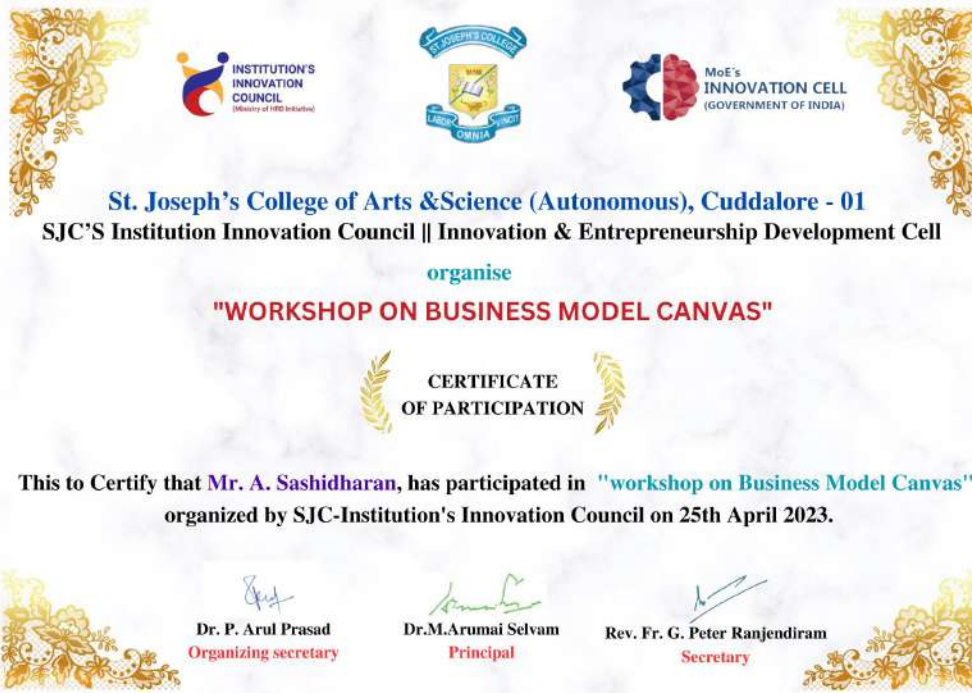 INSTITUTION'S
INNOVATION
COUNCIL
(Ministry of HRD Initiative)
ST. JOSEPH'S COLLEGE
LABOR OMNIA VINCIT
MoE's
INNOVATION CELL
(GOVERNMENT OF INDIA)
St. Joseph's College of Arts &Science (Autonomous), Cuddalore - 01
SJC'S Institution Innovation Council || Innovation & Entrepreneurship Development Cell
organise
"WORKSHOP ON BUSINESS MODEL CANVAS"
CERTIFICATE
OF PARTICIPATION
This to Certify that Mr. A. Sashidharan, has participated in "workshop on Business Model Canvas"
organized by SJC-Institution's Innovation Council on 25th April 2023.
Dr. P. Arul Prasad
Organizing secretary
Dr.M.Arumai Selvam
Principal
Rev. Fr. G. Peter Ranjendiram
Secretary